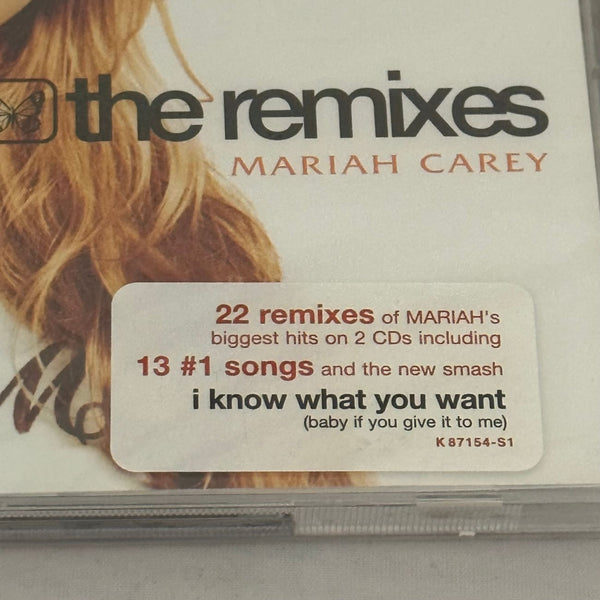 the remixes
MARIAH CAREY
22 remixes of MARIAH's
biggest hits on 2 CDs including
13 #1 songs and the new smash
i know what you want
(baby if you give it to me)
K 87154-S1